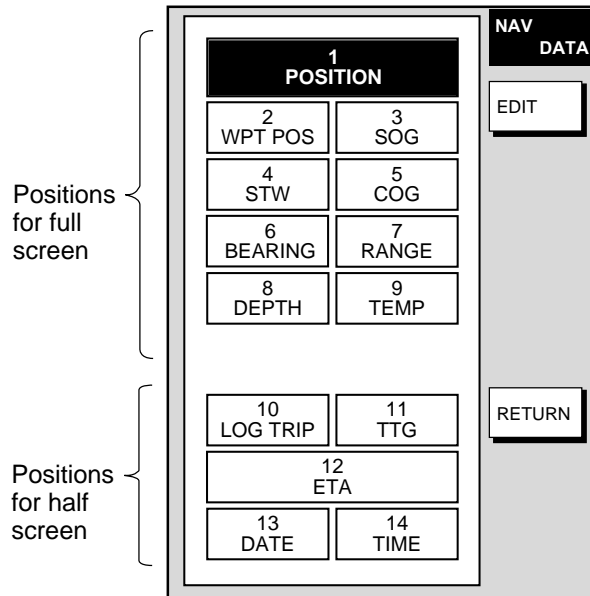 NAV
DATA
1
POSITION
EDIT
2
WPT POS
3
SOG
4
STW
5
COG
Positions
for full
screen
6
BEARING
7
RANGE
8
DEPTH
9
TEMP
10
LOG TRIP
11
TTG
RETURN
Positions
for half
screen
12
ETA
13
DATE
14
TIME